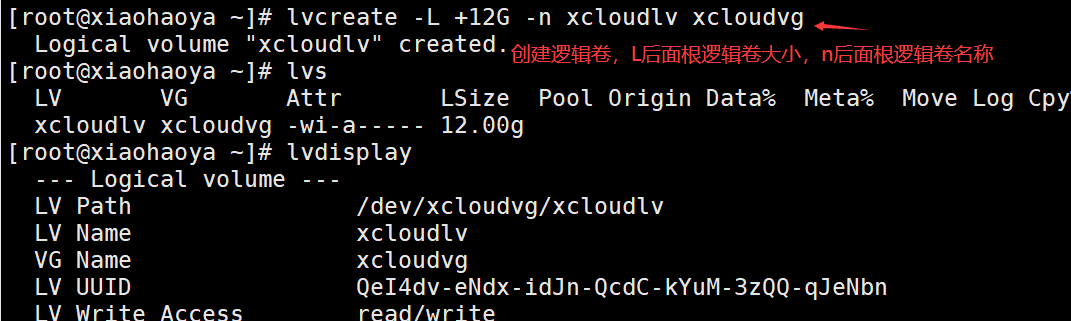 [root@xiaohaoya ~]# lvcreate -L +12G -n xcloudlv xcloudvg
Logical volume "xcloudlv" created.
创建逻辑卷，L后面根逻辑卷大小，n后面根逻辑卷名称
[root@xiaohaoya ~]# lvs
LV VG Attr LSize Pool Origin Data% Meta% Move Log Cpy%
xcloudlv xcloudvg -wi-a----- 12.00g
[root@xiaohaoya ~]# lvdisplay
--- Logical volume ---
LV Path /dev/xcloudvg/xcloudlv
LV Name xcloudlv
VG Name xcloudvg
LV UUID QeI4dv-eNdx-idJn-QcdC-kYuM-3zQQ-qJeNbn
LV Write Access read/write